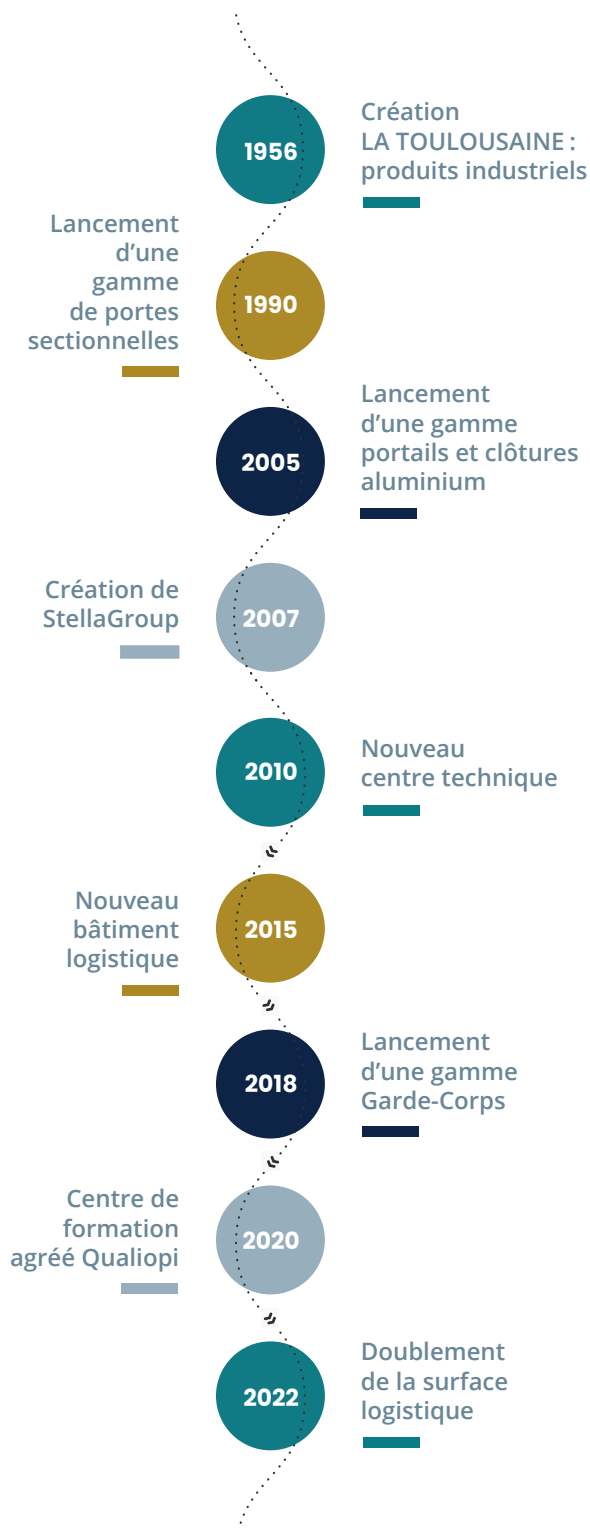 1956
Création
LA TOULOUSAINE :
produits industriels
Lancement
d’une
gamme
de portes
sectionnelles
1990
Lancement
d’une gamme
portails et clôtures
aluminium
2005
Création de
StellaGroup
2007
Nouveau
centre technique
2010
Nouveau
bâtiment
logistique
2015
Lancement
d’une gamme
Garde-Corps
2018
Centre de
formation
agréé Qualiopi
2020
Doublement
de la surface
logistique
2022